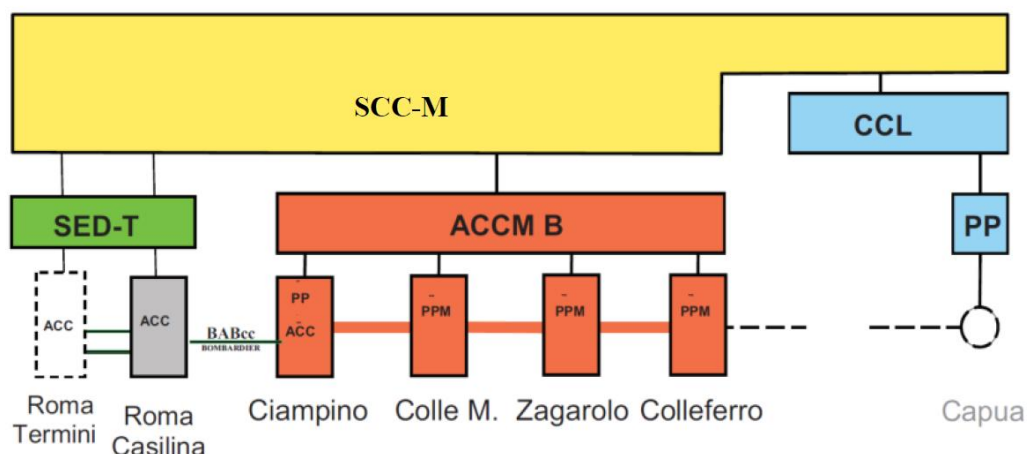 SCC-M
CCL
SED-T
ACCM B
PP
ACC
ACC
BABcc
BOMBARDIER
PP
ACC
PPM
PPM
PPM
Roma
Termini
Roma
Casilina
Ciampino
Colle M.
Zagarolo
Colleferro
Capua